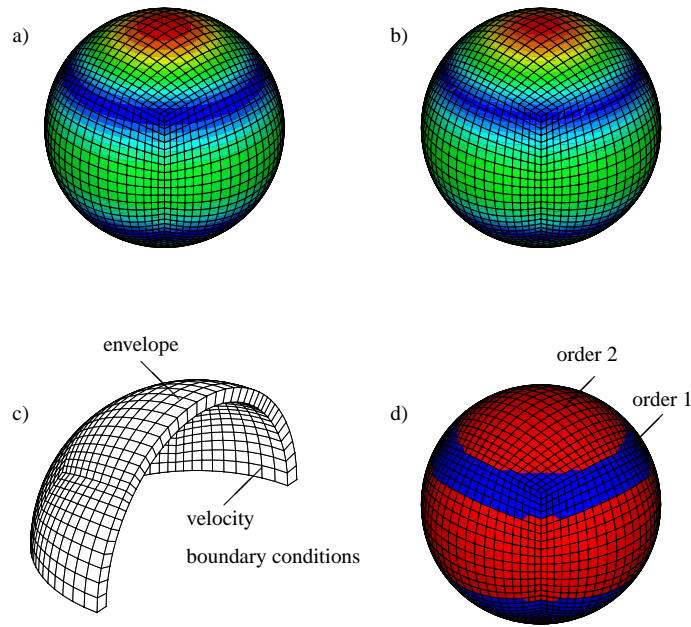 a)
b)
envelope
c)
velocity
boundary conditions
order 2
order 1
d)